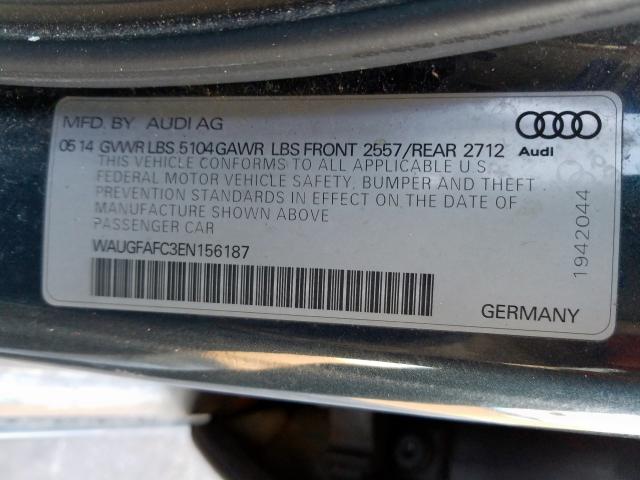 MFD. BY AUDI AG
05 14 GVWR LBS 5104 GAWR LBS FRONT 2557/REAR 2712
THIS VEHICLE CONFORMS TO ALL APPLICABLE U S
FEDERAL MOTOR VEHICLE SAFETY, BUMPER AND THEFT
PREVENTION STANDARDS IN EFFECT ON THE DATE OF
MANUFACTURE SHOWN ABOVE
PASSENGER CAR
WAUGFAFC3EN156187
Audi
1942044
GERMANY